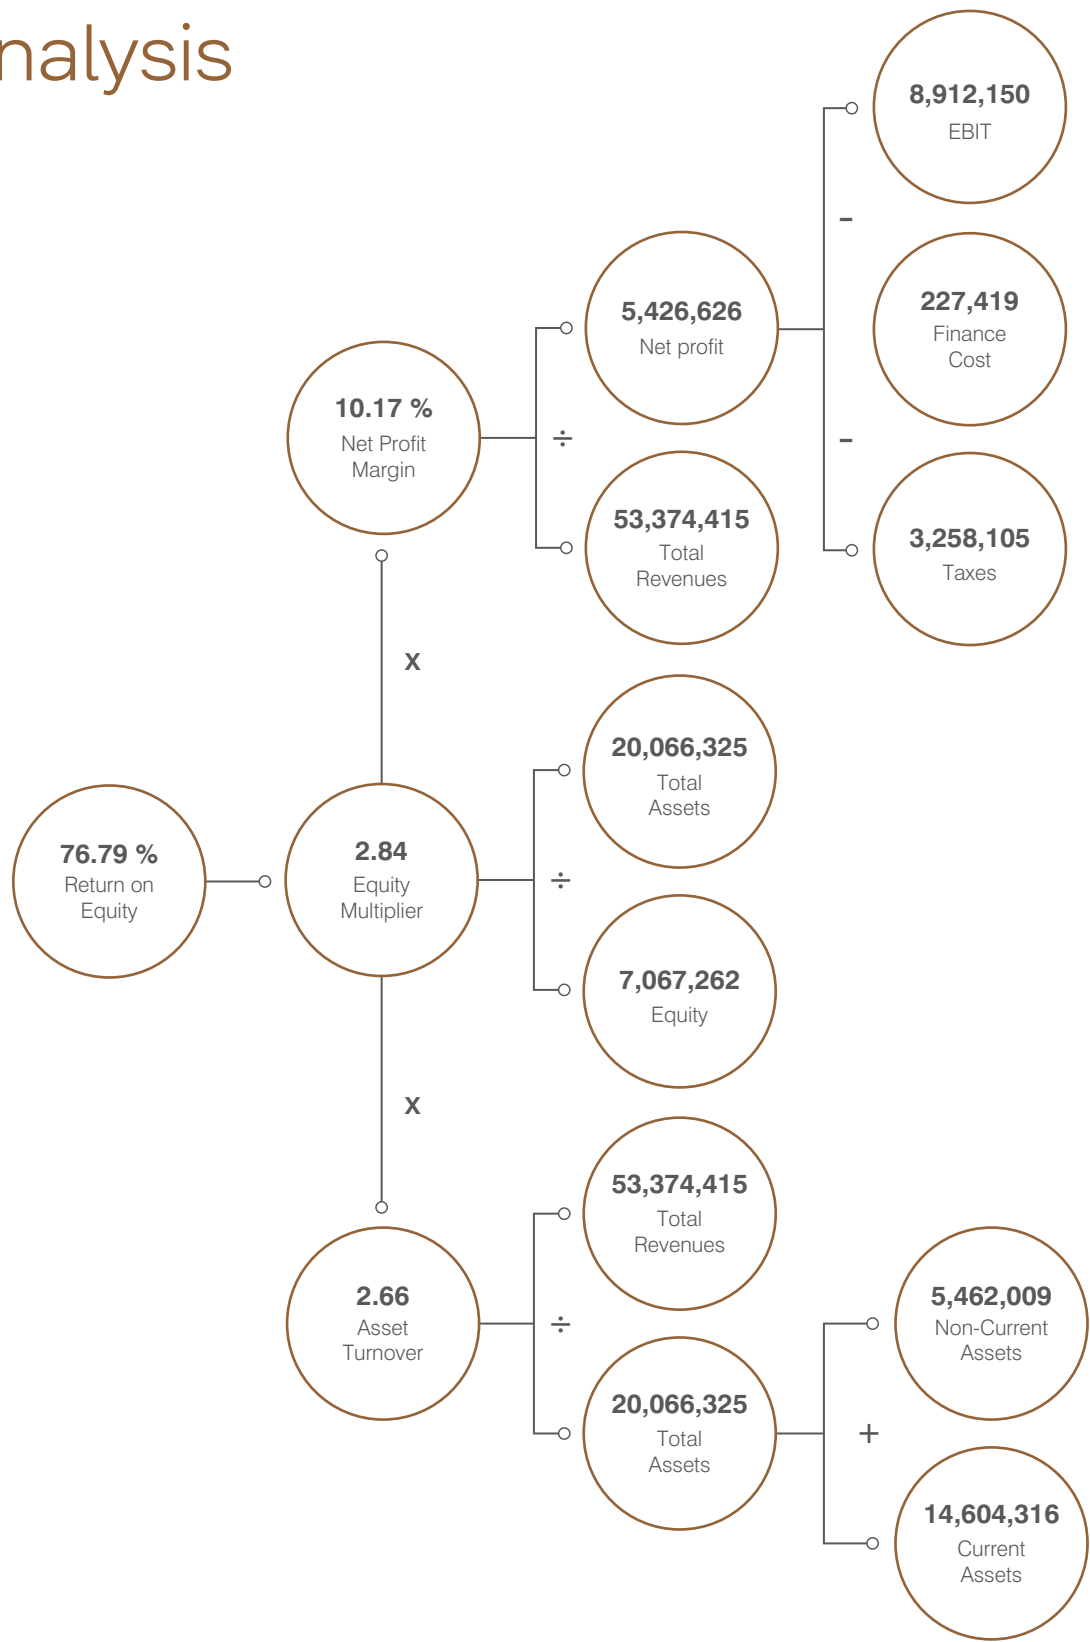 nalysis
8,912,150
EBIT
-
227,419
Finance
Cost
-
3,258,105
Taxes
5,426,626
Net profit
÷
53,374,415
Total
Revenues
10.17 %
Net Profit
Margin
x
20,066,325
Total
Assets
÷
7,067,262
Equity
76.79 %
Return on
Equity
2.84
Equity
Multiplier
x
53,374,415
Total
Revenues
÷
20,066,325
Total
Assets
2.66
Asset
Turnover
5,462,009
Non-Current
Assets
+
14,604,316
Current
Assets